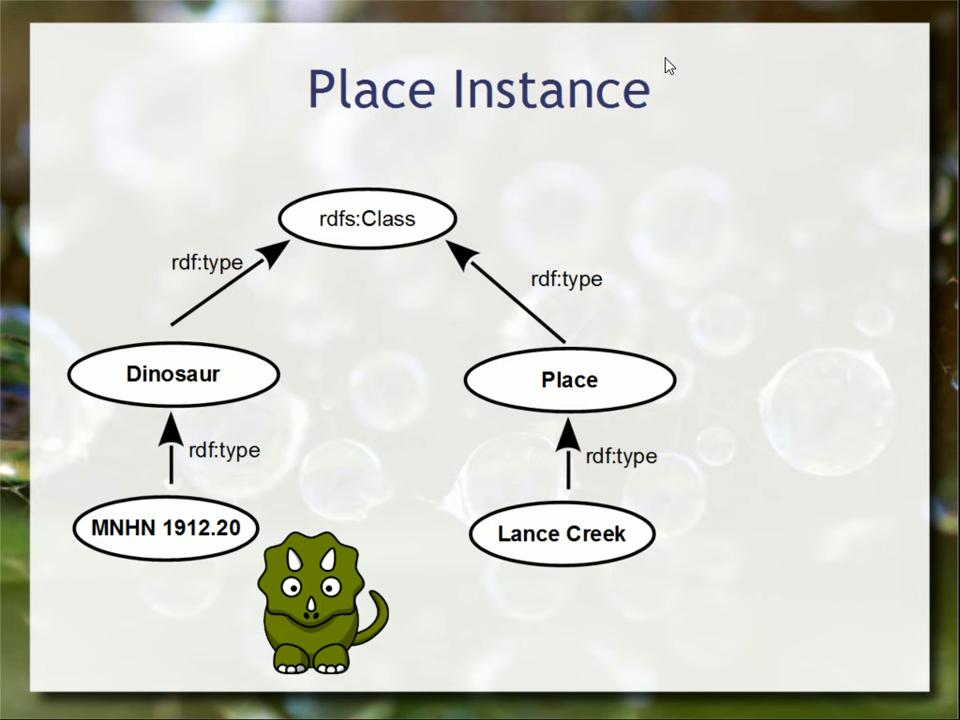 Place Instance
rdfs:Class
rdf:type
rdf:type
Dinosaur
Place
rdf:type
rdf:type
MNHN 1912.20
Lance Creek